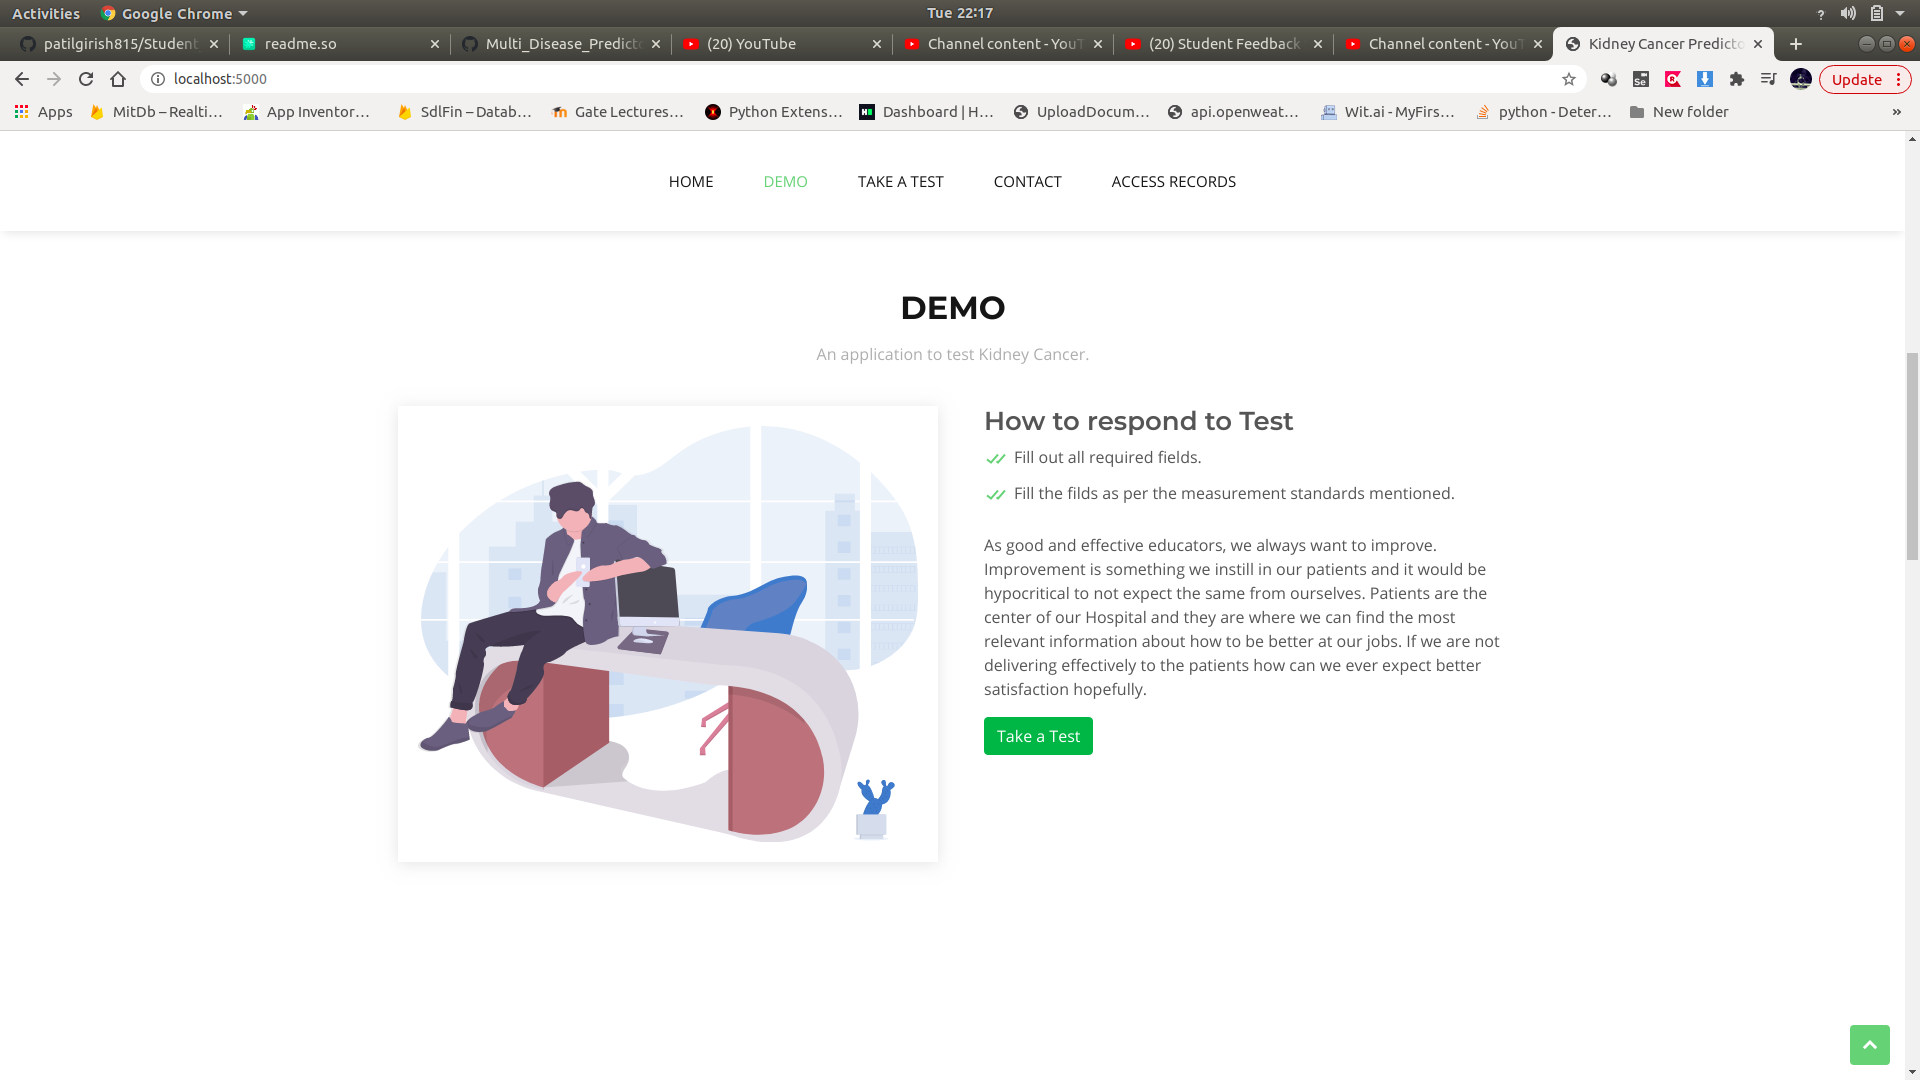 Activities Google Chrome Tue 22:17 ?
patilgirish815/Student readme.so Multi_Disease_Predicto (20) YouTube Channel content - YouT (20) Student Feedback Channel content - YouT Kidney Cancer Predicto
localhost:5000 Se Update
Apps MitDb – Realti… App Inventor… SdlFin – Datab… Gate Lectures… Python Extens… Dashboard | H… UploadDocum… api.openweat… Wit.ai - MyFirs… python - Deter… New folder »
HOME DEMO TAKE A TEST CONTACT ACCESS RECORDS
DEMO
An application to test Kidney Cancer.
How to respond to Test
Fill out all required fields.
Fill the filds as per the measurement standards mentioned.
As good and effective educators, we always want to improve.
Improvement is something we instill in our patients and it would be
hypocritical to not expect the same from ourselves. Patients are the
center of our Hospital and they are where we can find the most
relevant information about how to be better at our jobs. If we are not
delivering effectively to the patients how can we ever expect better
satisfaction hopefully.
Take a Test